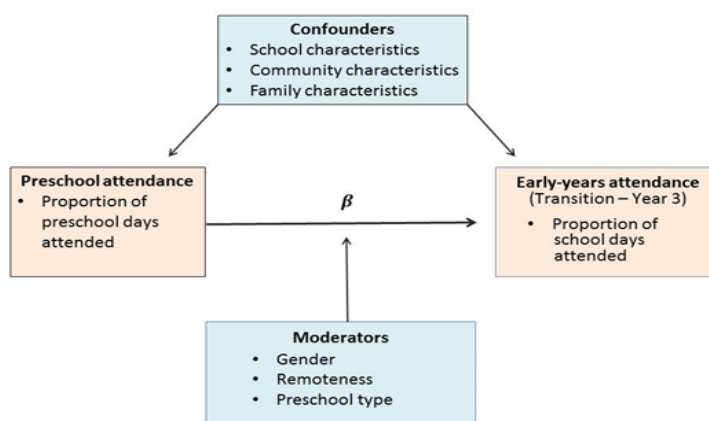 Confounders
• School characteristics
• Community characteristics
• Family characteristics
Preschool attendance
• Proportion of
preschool days
attended
β
Early-years attendance
(Transition – Year 3)
• Proportion of
school days
attended
Moderators
• Gender
• Remoteness
• Preschool type